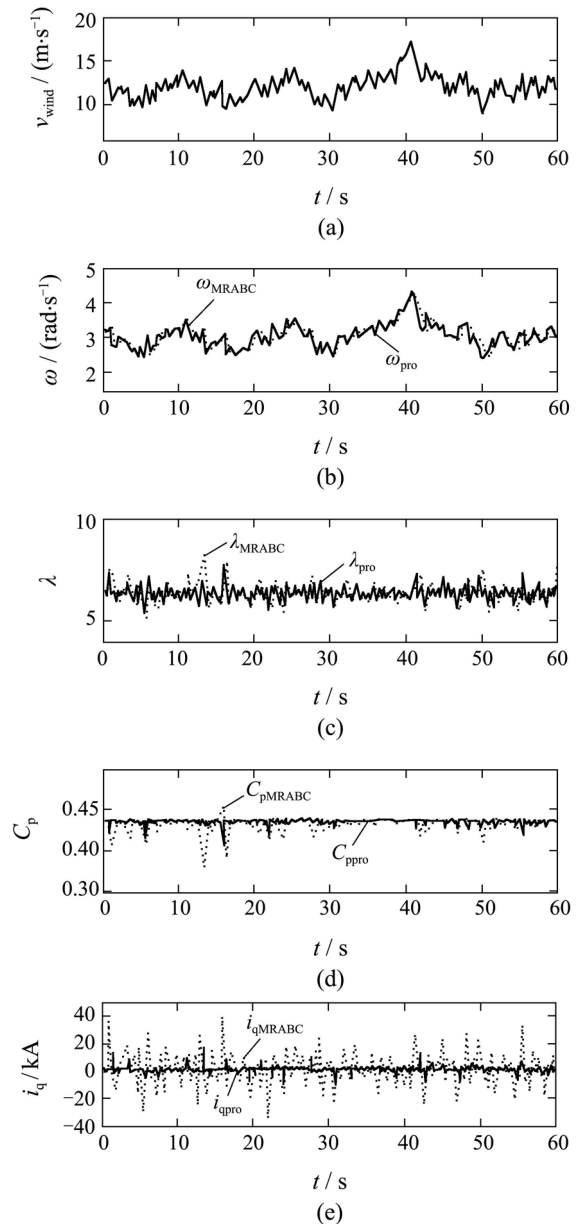 20
15
10
v_wind / (m·s⁻¹)
0 10 20 30 40 50 60
t / s
(a)
5
4
3
2
ω / (rad·s⁻¹)
ω_MRABC
ω_pro
0 10 20 30 40 50 60
t / s
(b)
10
5
λ
λ_MRABC
λ_pro
0 10 20 30 40 50 60
t / s
(c)
0.45
0.40
0.30
C_p
C_pMRABC
C_ppro
0 10 20 30 40 50 60
t / s
(d)
40
20
0
−20
−40
i_q/kA
i_qMRABC
i_qpro
0 10 20 30 40 50 60
t / s
(e)